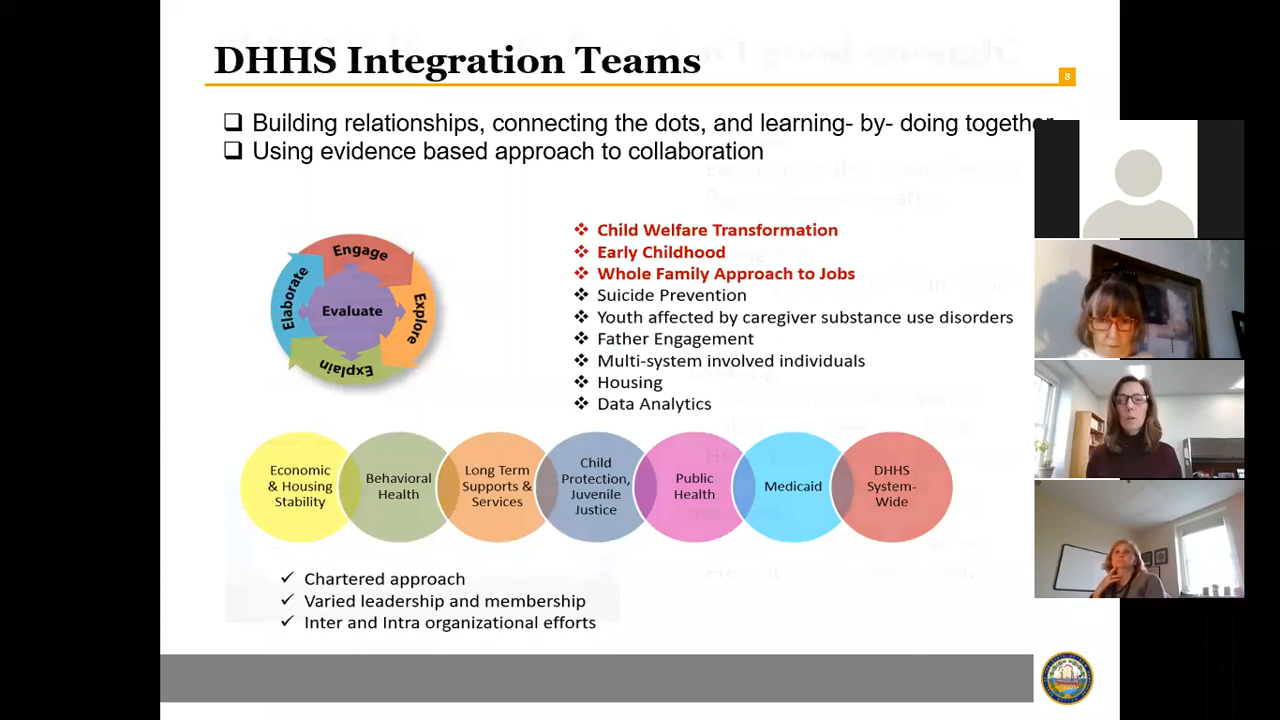 DHHS Integration Teams
8
❑ Building relationships, connecting the dots, and learning- by- doing together
❑ Using evidence based approach to collaboration
Engage
Explore
Explain
Elaborate
Evaluate
❖ Child Welfare Transformation
❖ Early Childhood
❖ Whole Family Approach to Jobs
❖ Suicide Prevention
❖ Youth affected by caregiver substance use disorders
❖ Father Engagement
❖ Multi-system involved individuals
❖ Housing
❖ Data Analytics
Economic
& Housing
Stability
Behavioral
Health
Long Term
Supports &
Services
Child
Protection,
Juvenile
Justice
Public
Health
Medicaid
DHHS
System-
Wide
✓ Chartered approach
✓ Varied leadership and membership
✓ Inter and Intra organizational efforts